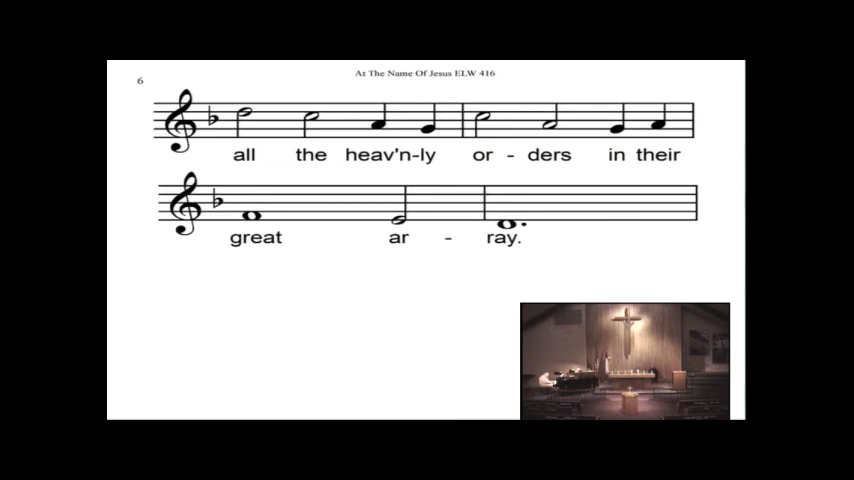 At The Name Of Jesus ELW 416
6
all the heav'n-ly or - ders in their
great ar - ray.